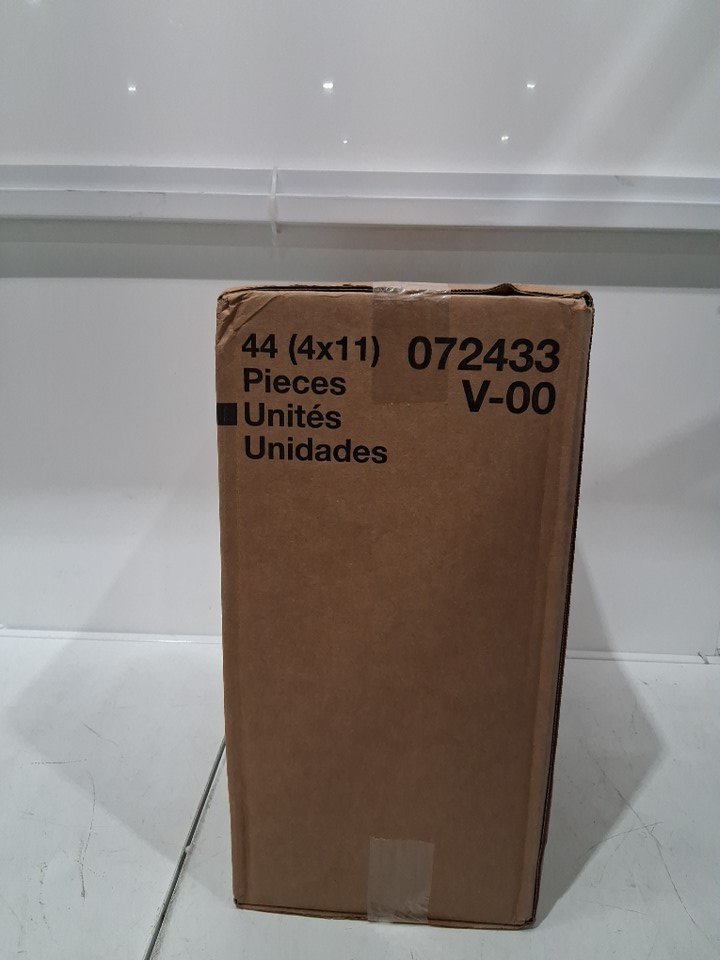 44 (4x11) 072433
Pieces V-00
Unités
Unidades